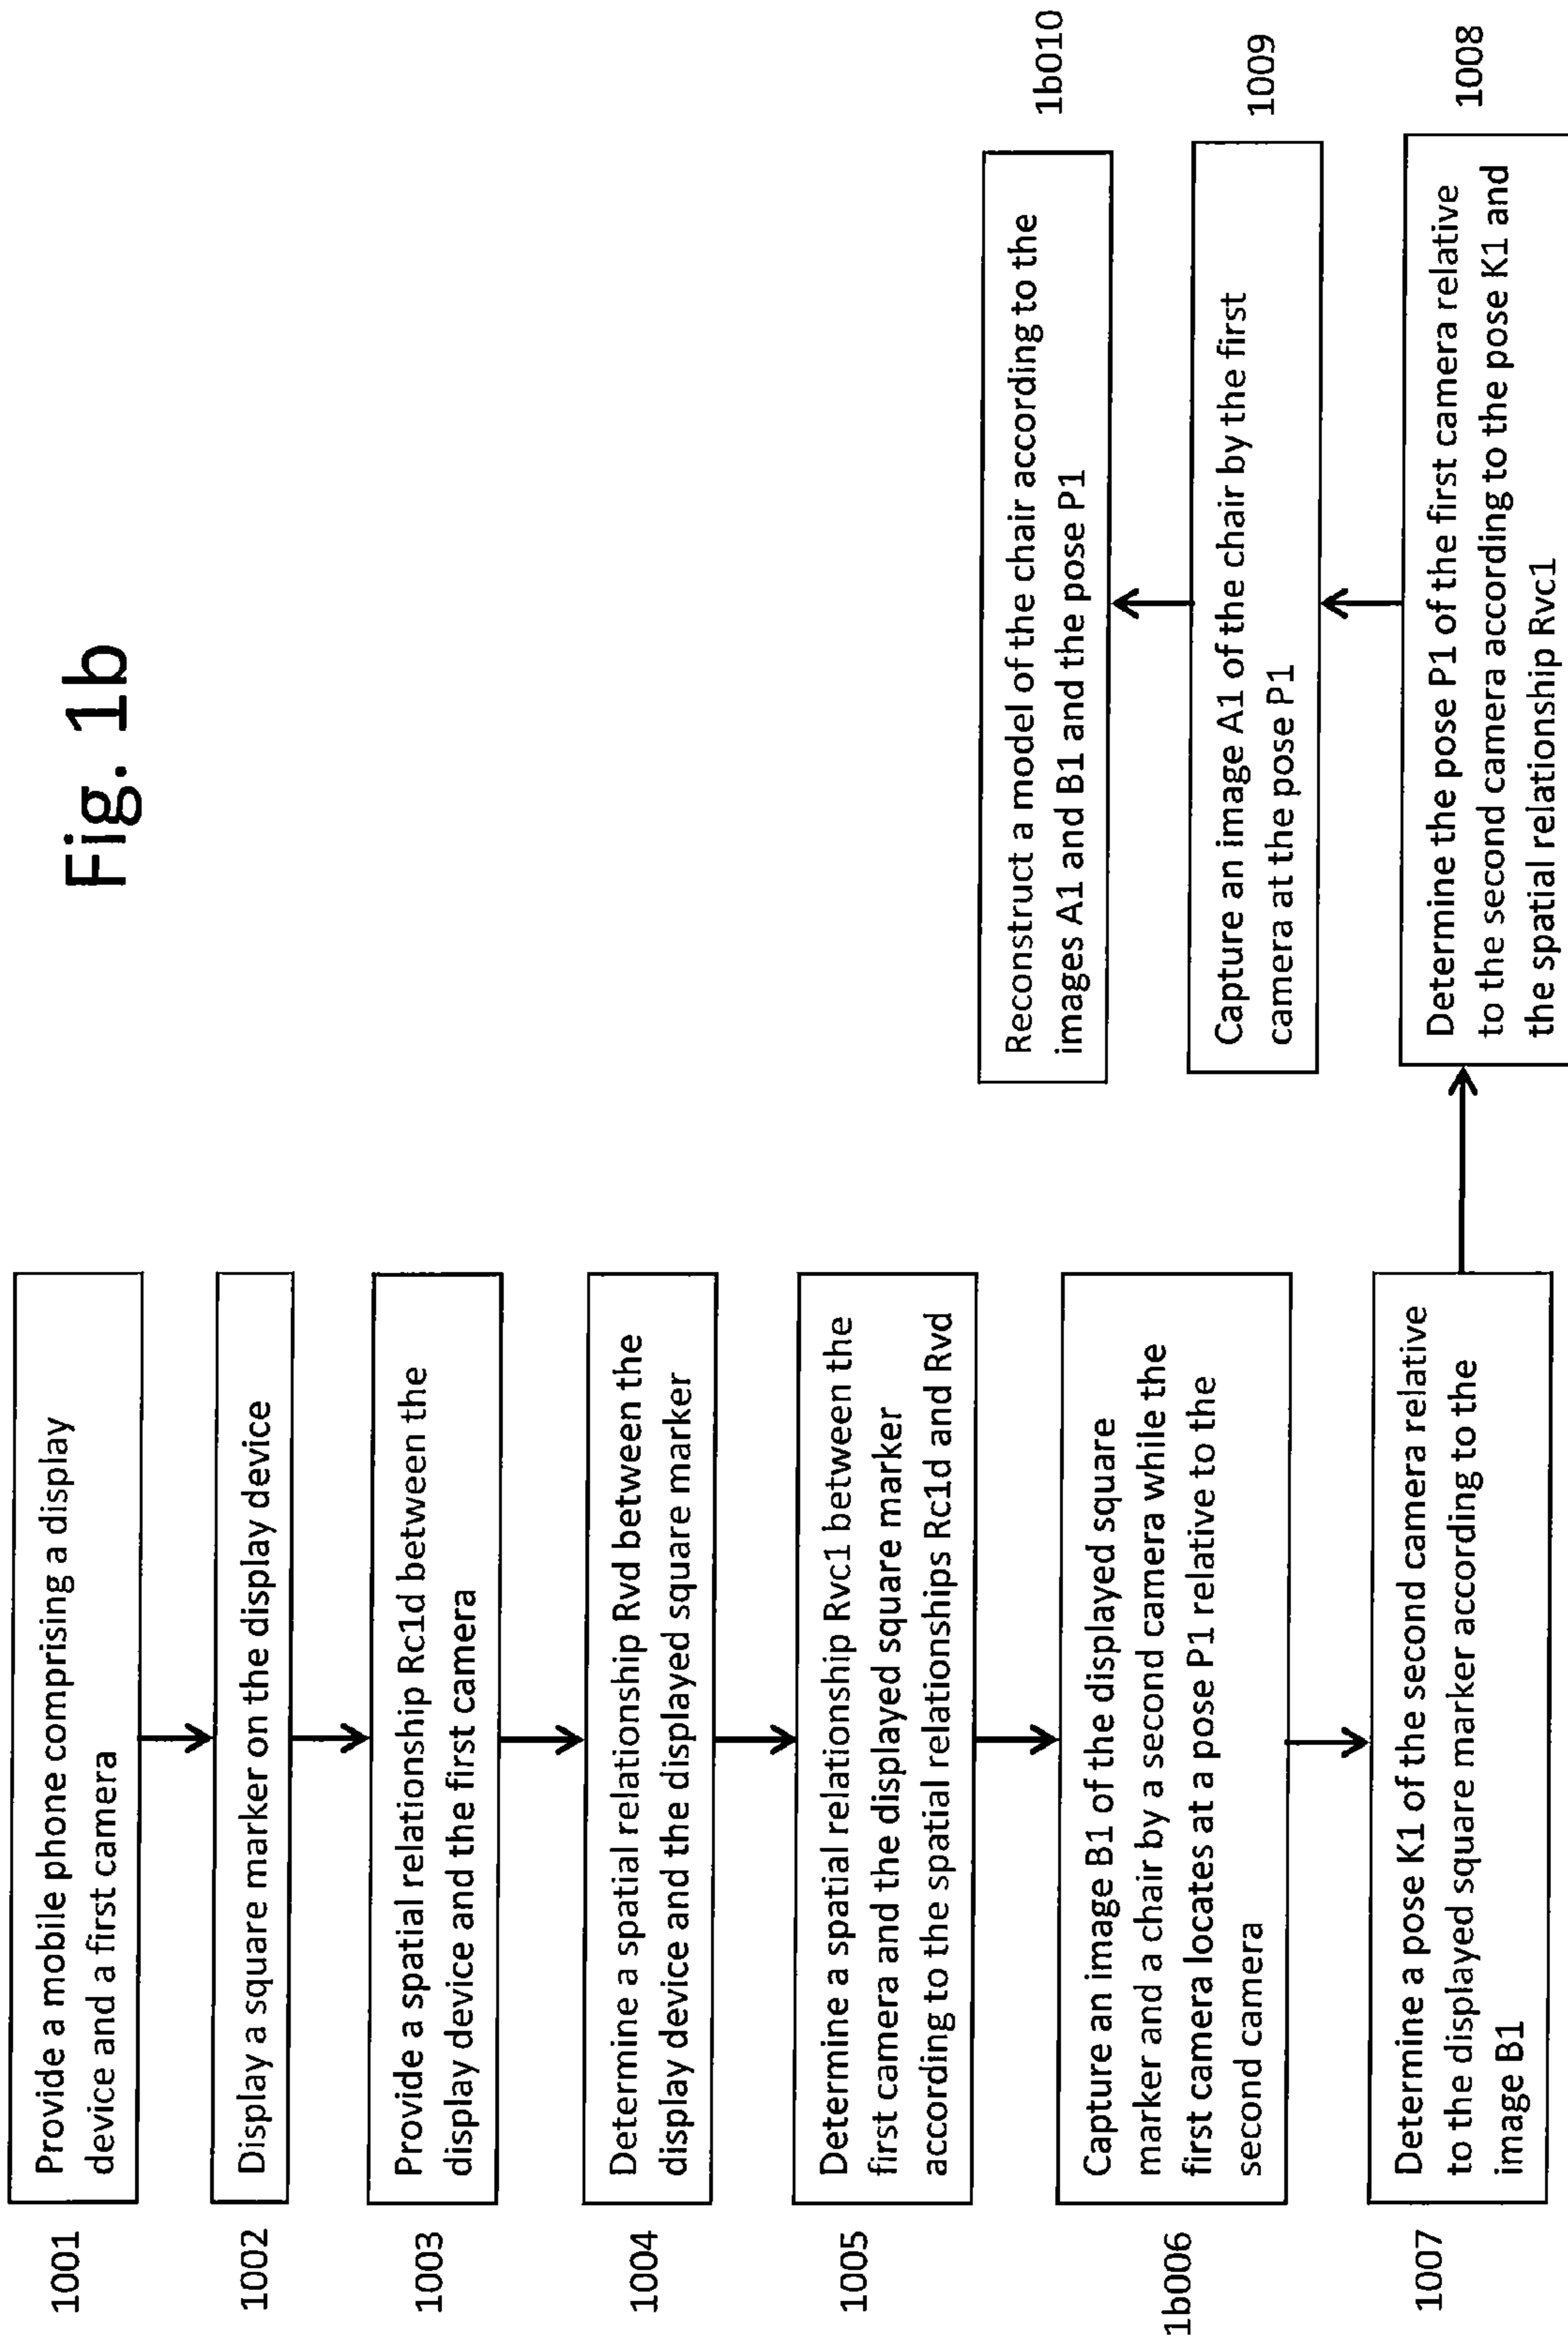 Fig. 1b
1001
Provide a mobile phone comprising a display
device and a first camera
1002
Display a square marker on the display device
1003
Provide a spatial relationship Rc1d between the
display device and the first camera
1004
Determine a spatial relationship Rvd between the
display device and the displayed square marker
1005
Determine a spatial relationship Rvc1 between the
first camera and the displayed square marker
according to the spatial relationships Rc1d and Rvd
1b006
Capture an image B1 of the displayed square
marker and a chair by a second camera while the
first camera locates at a pose P1 relative to the
second camera
1007
Determine a pose K1 of the second camera relative
to the displayed square marker according to the
image B1
Determine the pose P1 of the first camera relative
to the second camera according to the pose K1 and
the spatial relationship Rvc1
1008
Capture an image A1 of the chair by the first
camera at the pose P1
1009
Reconstruct a model of the chair according to the
images A1 and B1 and the pose P1
1b010